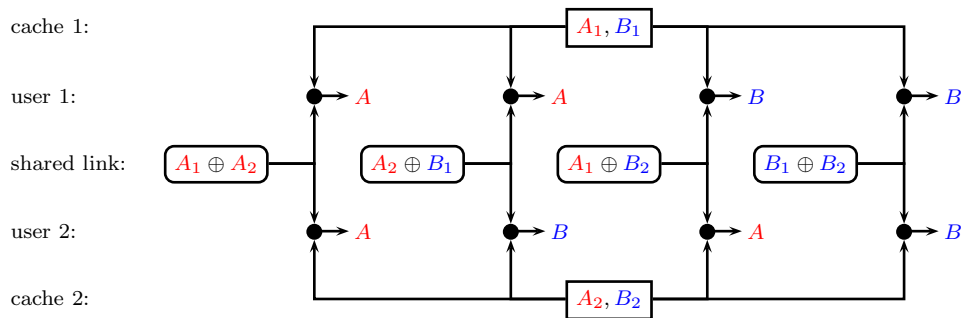 cache 1: A₁, B₁
user 1: A A B B
shared link: A₁ ⊕ A₂ A₂ ⊕ B₁ A₁ ⊕ B₂ B₁ ⊕ B₂
user 2: A B A B
cache 2: A₂, B₂